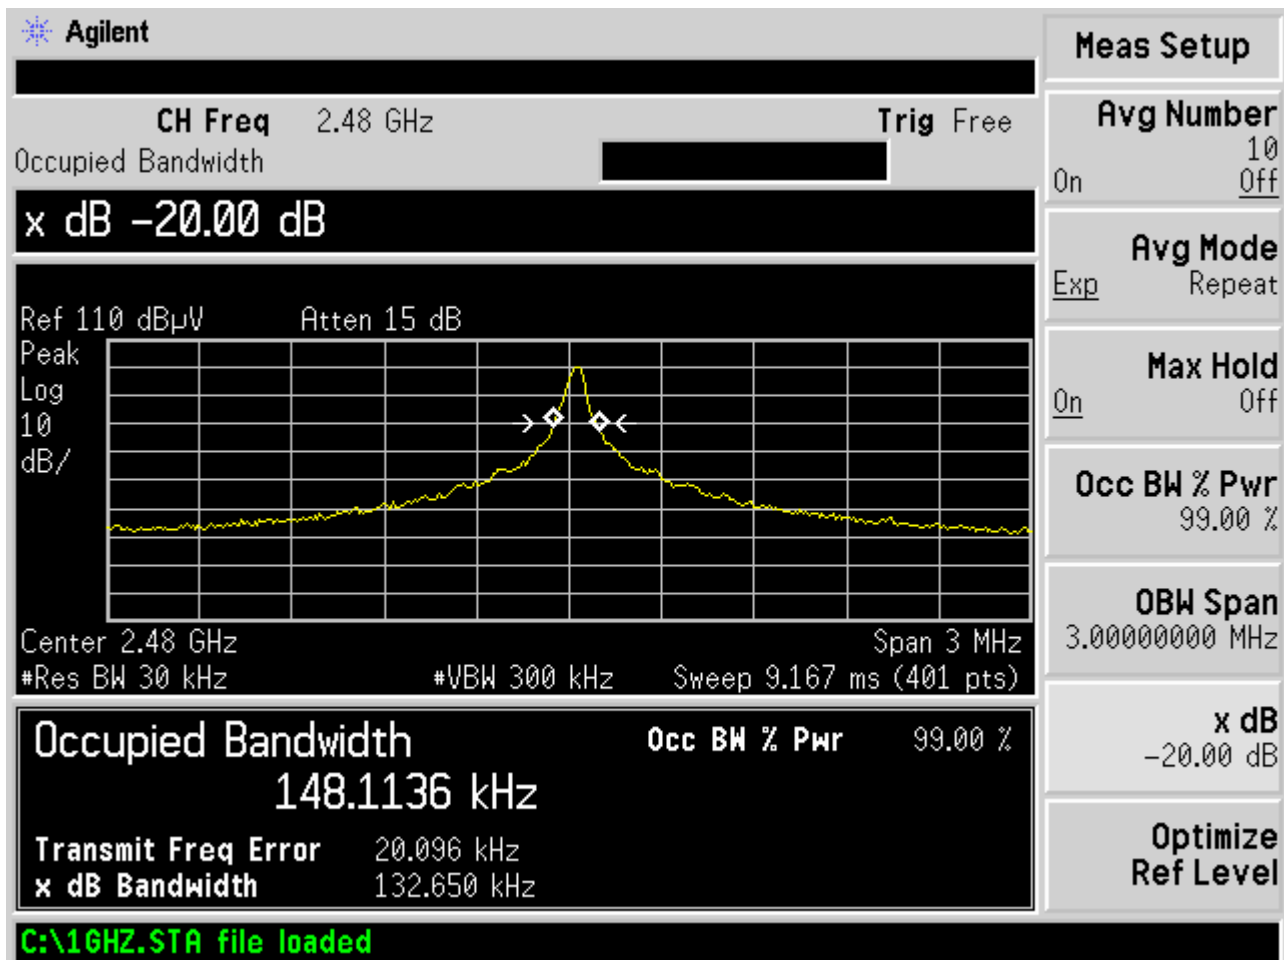 Agilent
CH Freq 2.48 GHz Trig Free
Occupied Bandwidth
x dB -20.00 dB
Ref 110 dBµV Atten 15 dB
Peak
Log
10
dB/
Center 2.48 GHz Span 3 MHz
#Res BW 30 kHz #VBW 300 kHz Sweep 9.167 ms (401 pts)
Occupied Bandwidth Occ BW % Pwr 99.00 %
148.1136 kHz
Transmit Freq Error 20.096 kHz
x dB Bandwidth 132.650 kHz
C:\1GHZ.STA file loaded
Meas Setup
Avg Number
10
On Off
Avg Mode
Exp Repeat
Max Hold
On Off
Occ BW % Pwr
99.00 %
OBW Span
3.00000000 MHz
x dB
-20.00 dB
Optimize
Ref Level